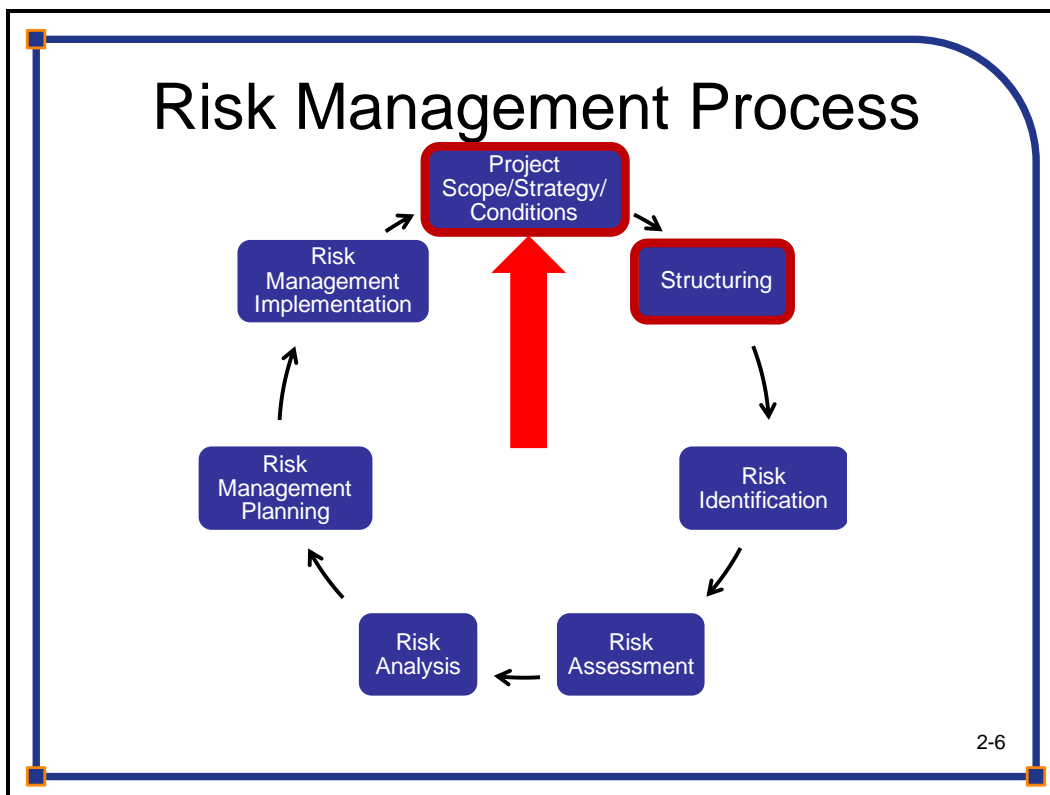 Risk Management Process
Project
Scope/Strategy/
Conditions
Structuring
Risk
Identification
Risk
Assessment
Risk
Analysis
Risk
Management
Planning
Risk
Management
Implementation
2-6